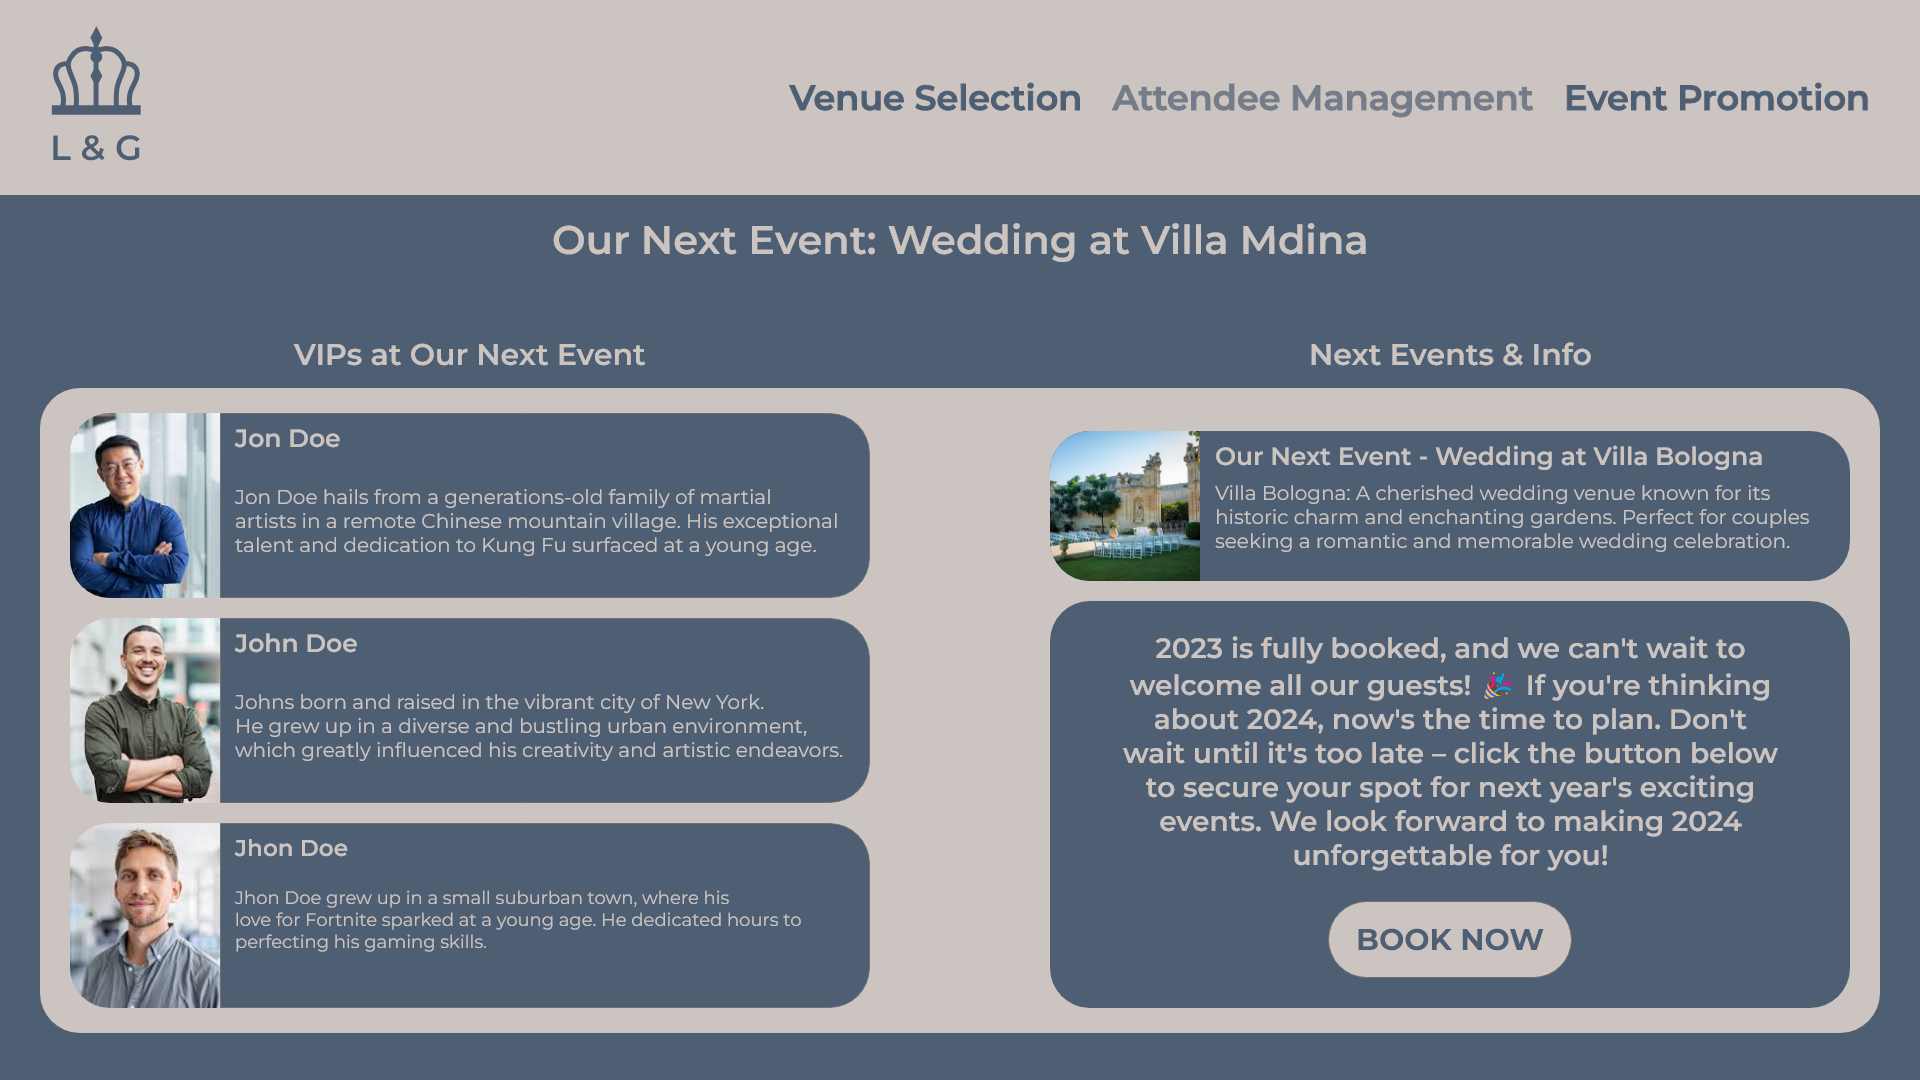 L & G
Venue Selection
Attendee Management
Event Promotion
Our Next Event: Wedding at Villa Mdina
VIPs at Our Next Event
Jon Doe
Jon Doe hails from a generations-old family of martial
artists in a remote Chinese mountain village. His exceptional
talent and dedication to Kung Fu surfaced at a young age.
John Doe
Johns born and raised in the vibrant city of New York.
He grew up in a diverse and bustling urban environment,
which greatly influenced his creativity and artistic endeavors.
Jhon Doe
Jhon Doe grew up in a small suburban town, where his
love for Fortnite sparked at a young age. He dedicated hours to
perfecting his gaming skills.
Next Events & Info
Our Next Event - Wedding at Villa Bologna
Villa Bologna: A cherished wedding venue known for its
historic charm and enchanting gardens. Perfect for couples
seeking a romantic and memorable wedding celebration.
2023 is fully booked, and we can't wait to
welcome all our guests! 🎉 If you're thinking
about 2024, now's the time to plan. Don't
wait until it's too late – click the button below
to secure your spot for next year's exciting
events. We look forward to making 2024
unforgettable for you!
BOOK NOW